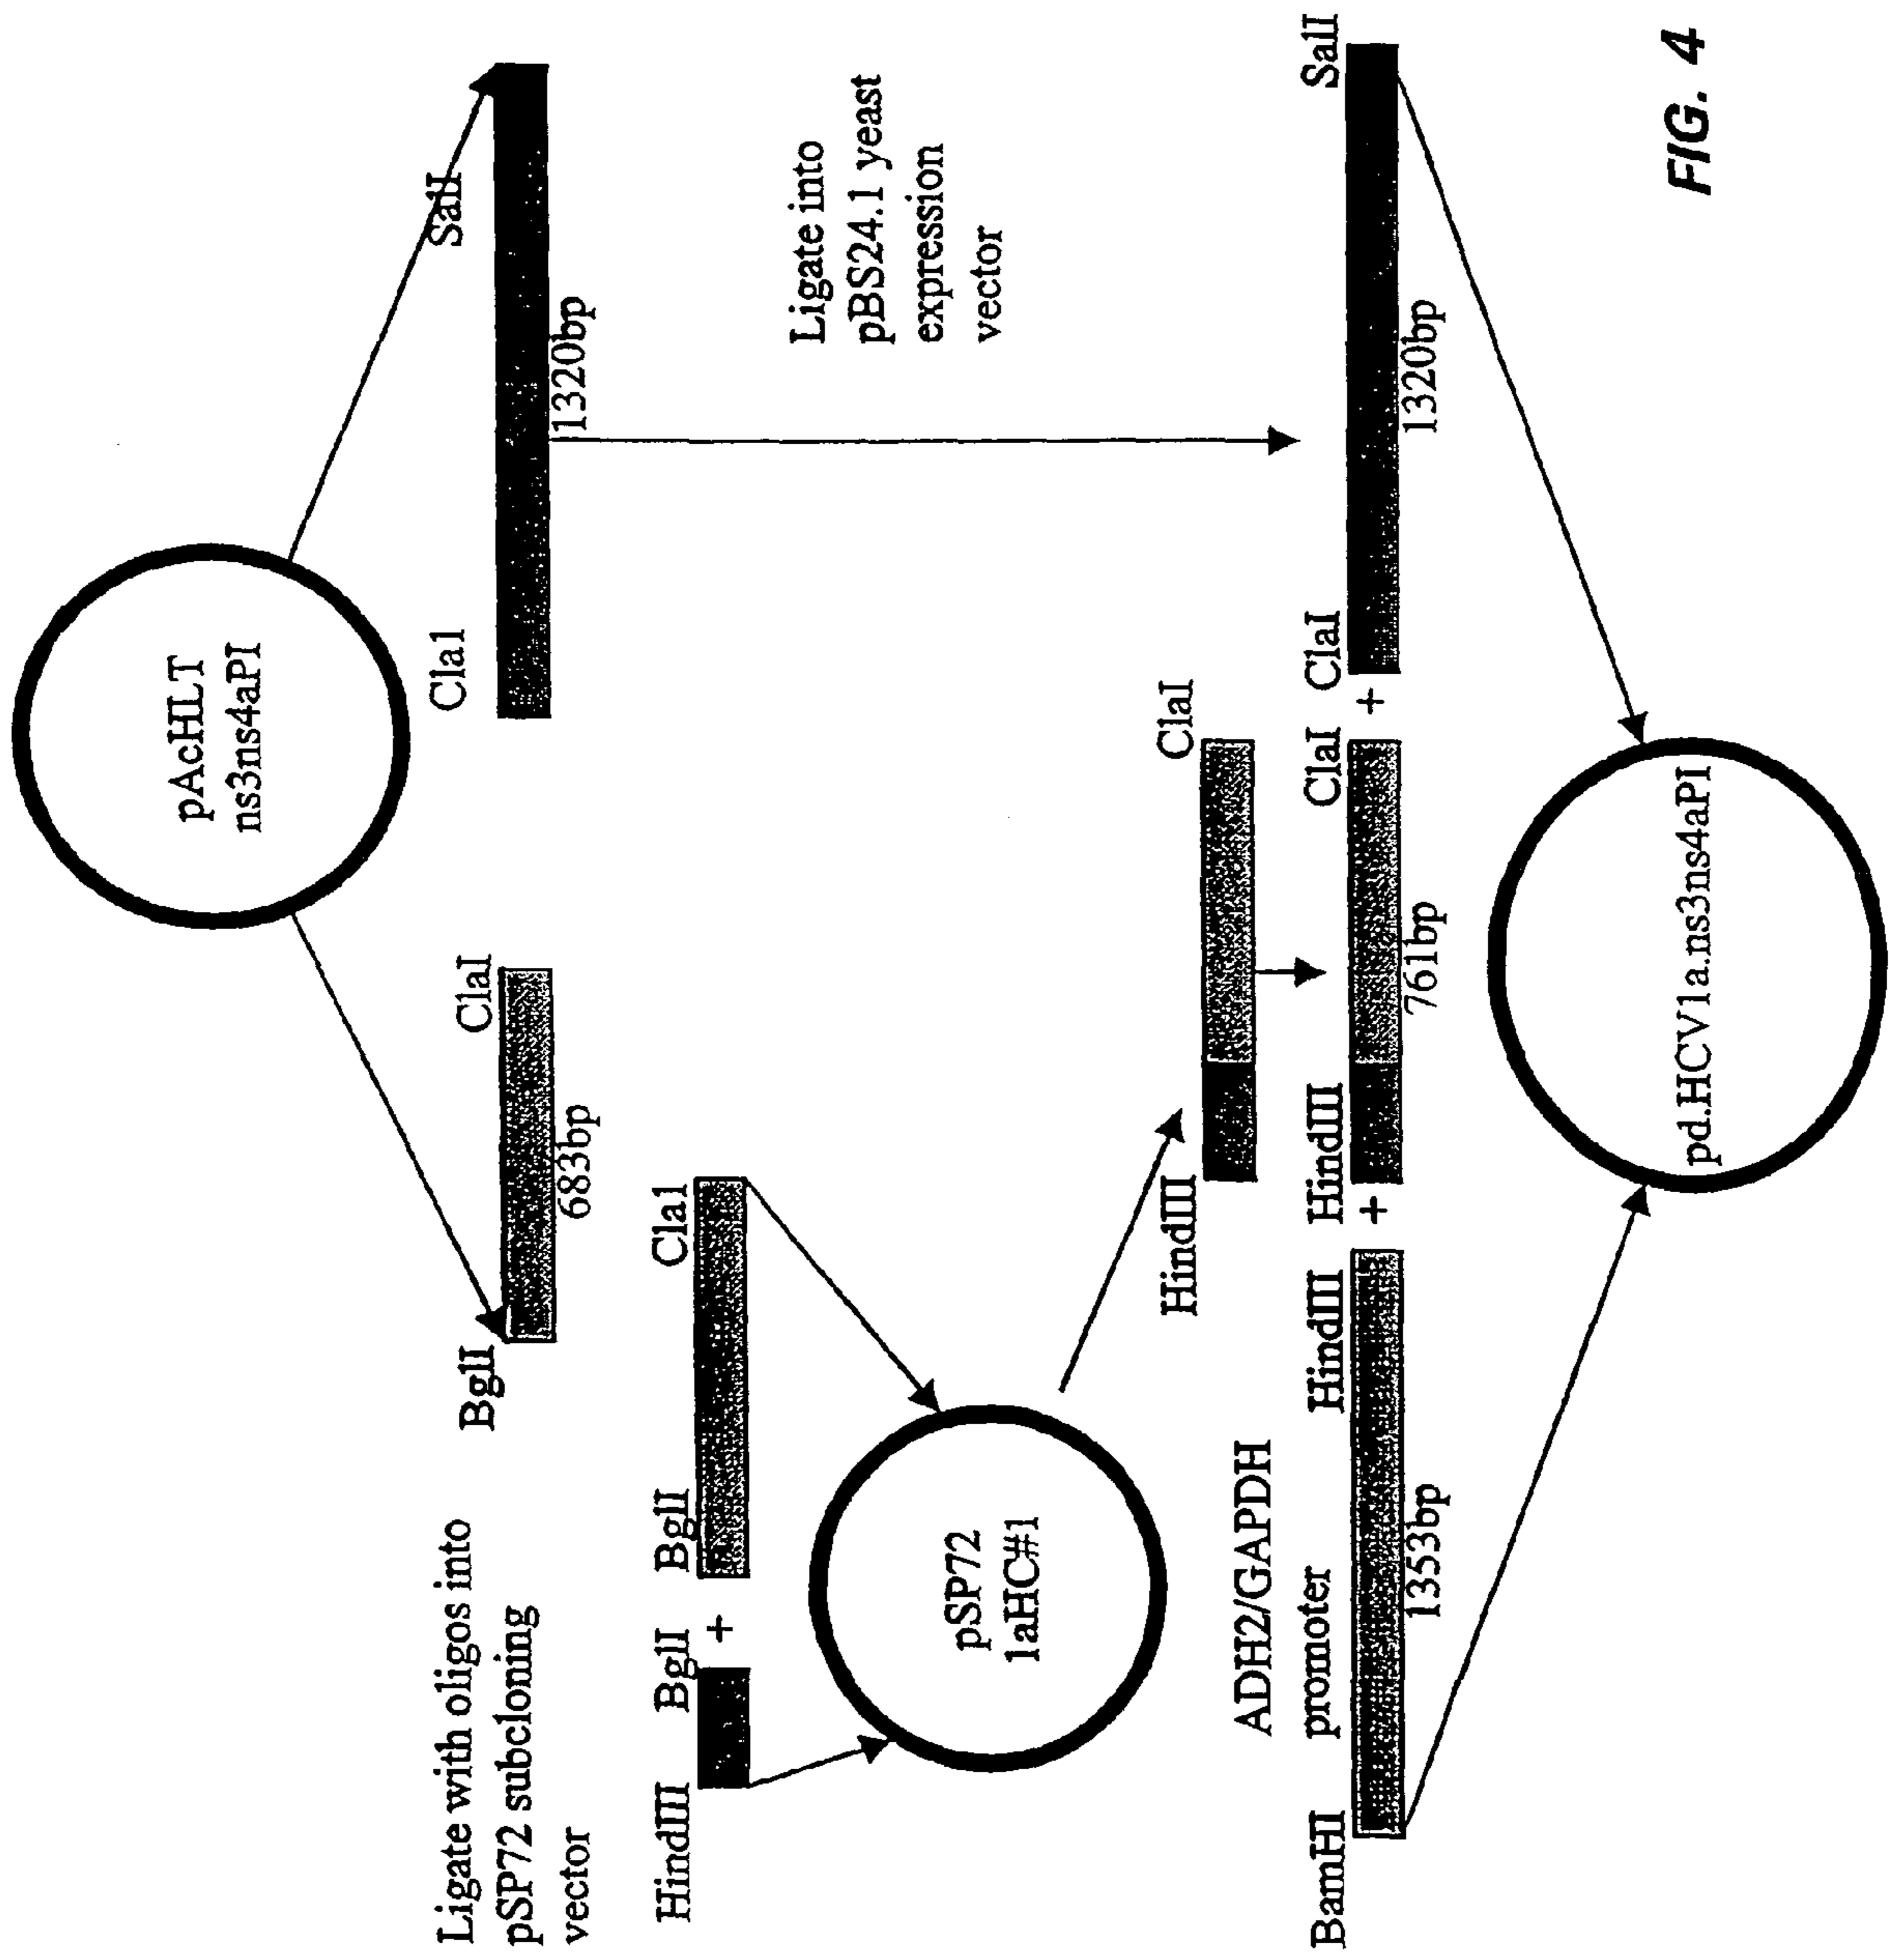 pAcHLT
ns3ns4aPI
BglI
ClaI
683bp
Cla1
SalI
1320bp
Ligate with oligos into
pSP72 subcloning
vector
HindIII
BglI
+
BglI
Cla1
pSP72
1aHC#1
Ligate into
pBS24.1 yeast
expression
vector
HindIII
ClaI
ADH2/GAPDH
promoter
BamHI
HindIII
1353bp
+
HindIII
ClaI
761bp
+
ClaI
SalI
1320bp
pd.HCV1a.ns3ns4aPI
FIG. 4